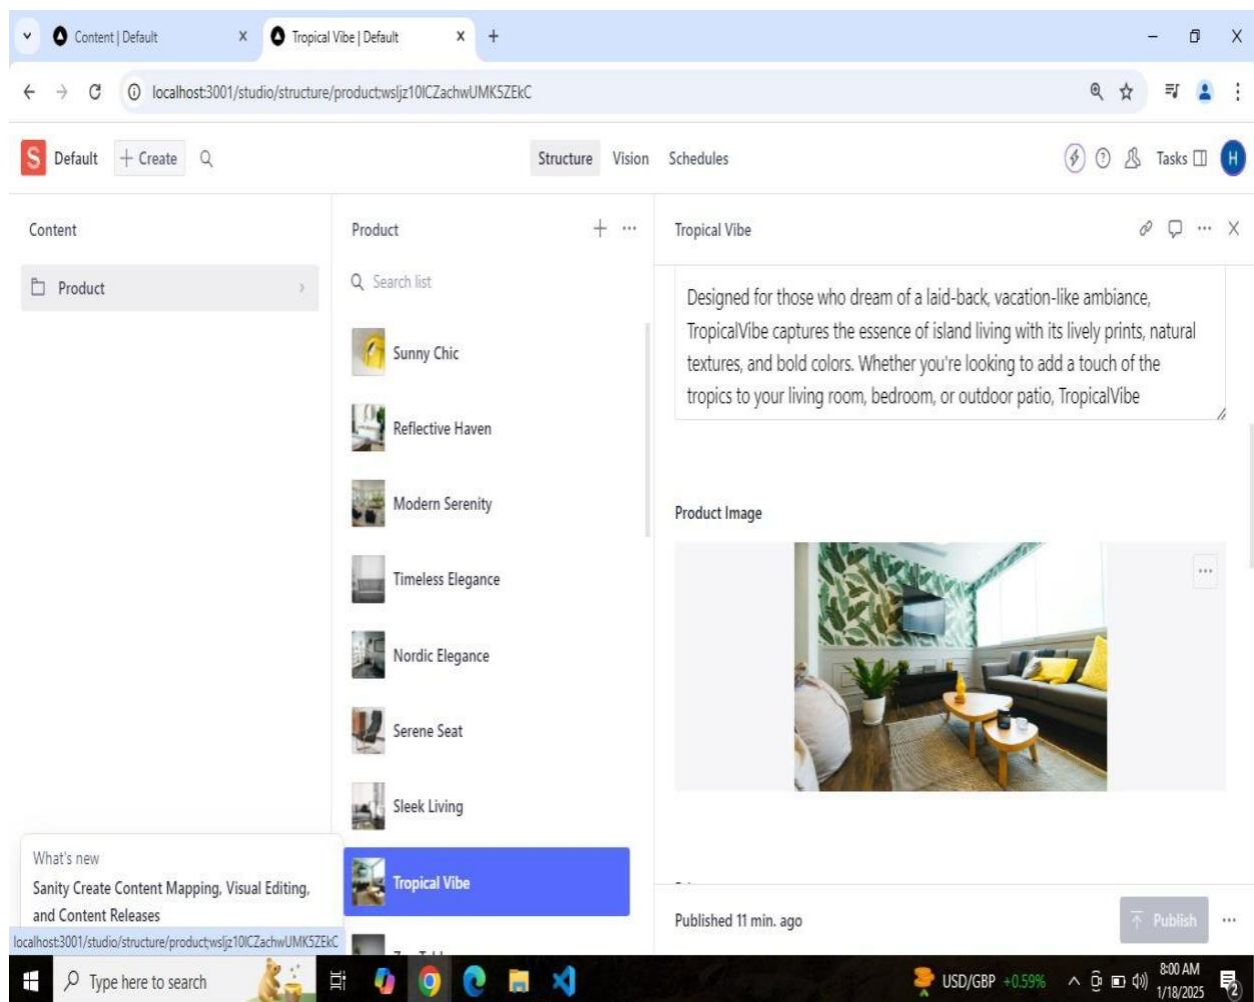 Content | Default
Tropical Vibe | Default
localhost:3001/studio/structure/product;wsljz10ICZachwUMK5ZEkC
S Default + Create
Structure Vision Schedules
Tasks H
Content
Product
Product
Search list
Sunny Chic
Reflective Haven
Modern Serenity
Timeless Elegance
Nordic Elegance
Serene Seat
Sleek Living
Tropical Vibe
Tropical Vibe
Designed for those who dream of a laid-back, vacation-like ambiance,
TropicalVibe captures the essence of island living with its lively prints, natural
textures, and bold colors. Whether you're looking to add a touch of the
tropics to your living room, bedroom, or outdoor patio, TropicalVibe
Product Image
Published 11 min. ago
Publish
What's new
Sanity Create Content Mapping, Visual Editing,
and Content Releases
localhost:3001/studio/structure/product;wsljz10ICZachwUMK5ZEkC
Type here to search
USD/GBP +0.59%
8:00 AM
1/18/2025
2